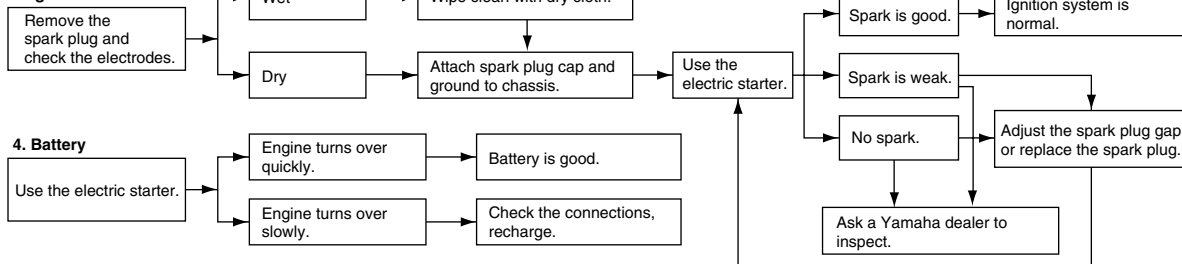 Wet
Wipe clean with dry cloth.
Remove the
spark plug and
check the electrodes.
Dry
Attach spark plug cap and
ground to chassis.
Use the
electric starter.
Spark is good.
Ignition system is
normal.
Spark is weak.
No spark.
Adjust the spark plug gap
or replace the spark plug.
Ask a Yamaha dealer to
inspect.
4. Battery
Use the electric starter.
Engine turns over
quickly.
Battery is good.
Engine turns over
slowly.
Check the connections,
recharge.